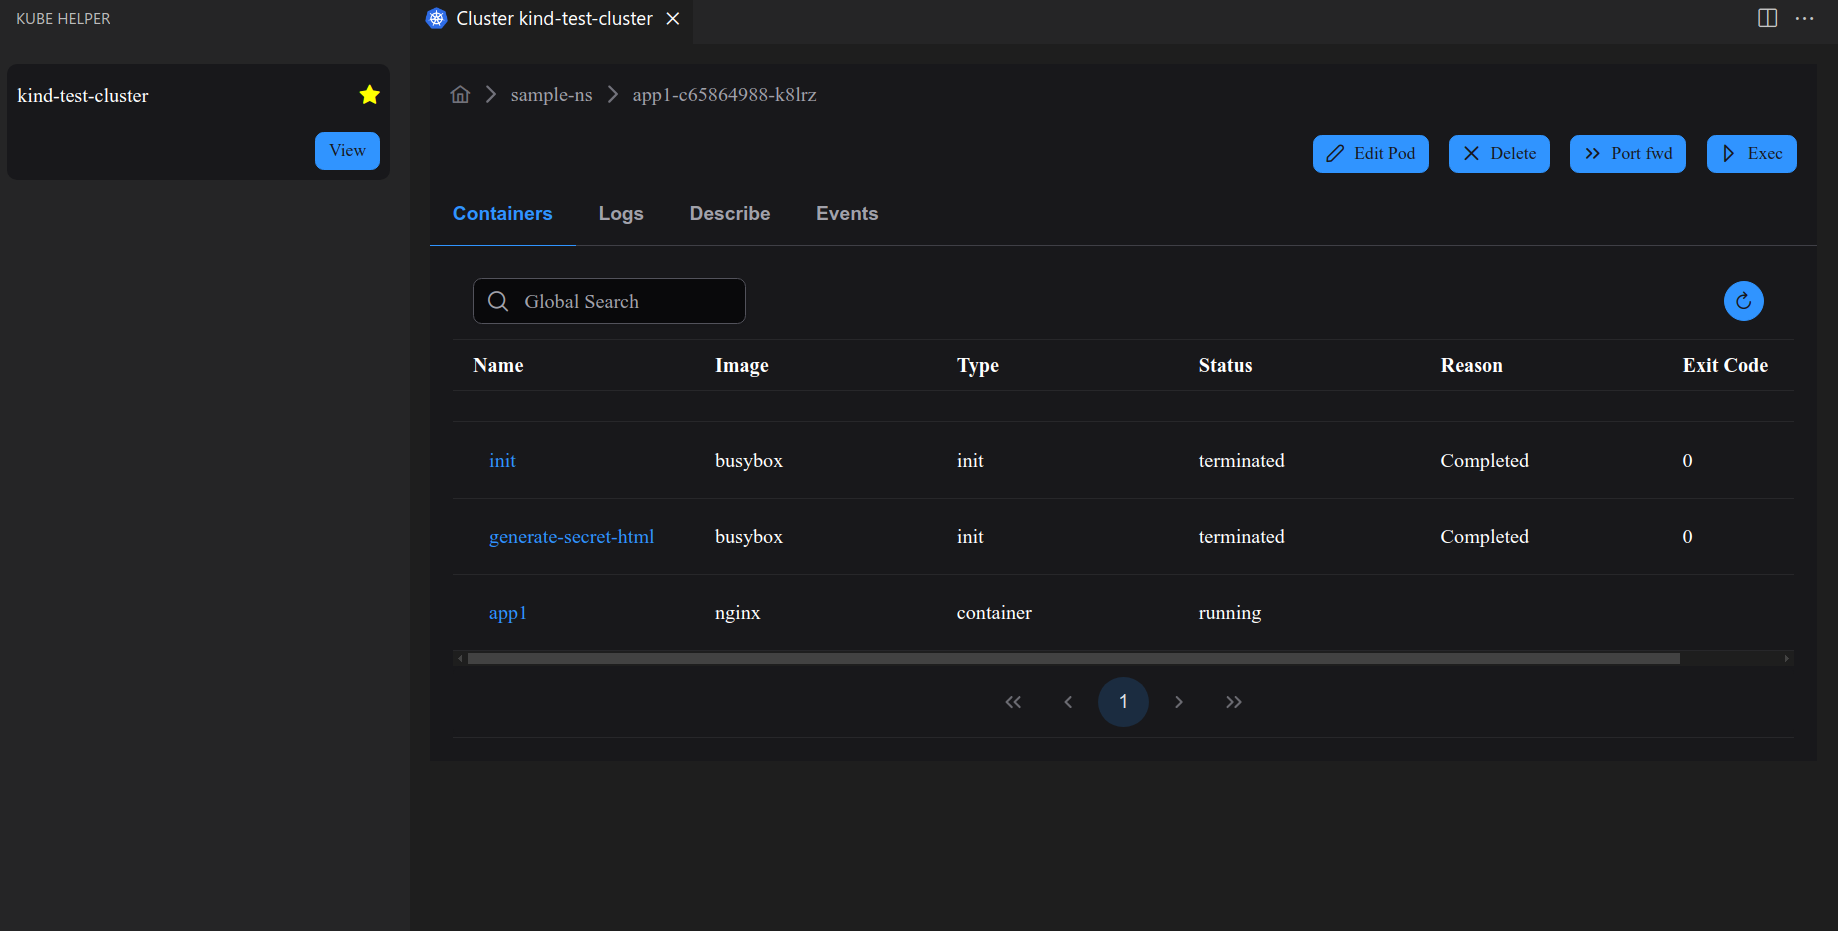 KUBE HELPER
Cluster kind-test-cluster
kind-test-cluster
View
sample-ns
app1-c65864988-k8lrz
Edit Pod
Delete
Port fwd
Exec
Containers Logs Describe Events
Global Search
Name Image Type Status Reason Exit Code
init busybox init terminated Completed 0
generate-secret-html busybox init terminated Completed 0
app1 nginx container running
1